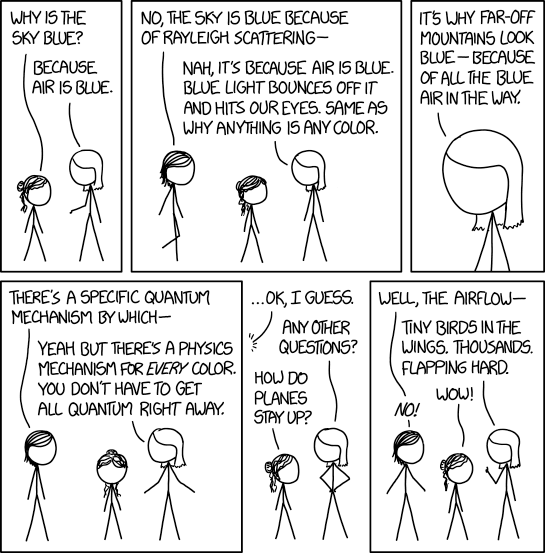 WHY IS THE
SKY BLUE?
BECAUSE
AIR IS BLUE.
NO, THE SKY IS BLUE BECAUSE
OF RAYLEIGH SCATTERING—
NAH, IT'S BECAUSE AIR IS BLUE.
BLUE LIGHT BOUNCES OFF IT
AND HITS OUR EYES. SAME AS
WHY ANYTHING IS ANY COLOR.
IT'S WHY FAR-OFF
MOUNTAINS LOOK
BLUE—BECAUSE
OF ALL THE BLUE
AIR IN THE WAY.
THERE'S A SPECIFIC QUANTUM
MECHANISM BY WHICH—
YEAH BUT THERE'S A PHYSICS
MECHANISM FOR EVERY COLOR.
YOU DON'T HAVE TO GET
ALL QUANTUM RIGHT AWAY.
...OK, I GUESS.
ANY OTHER
QUESTIONS?
HOW DO
PLANES
STAY UP?
WELL, THE AIRFLOW—
TINY BIRDS IN THE
WINGS. THOUSANDS.
FLAPPING HARD.
WOW!
NO!